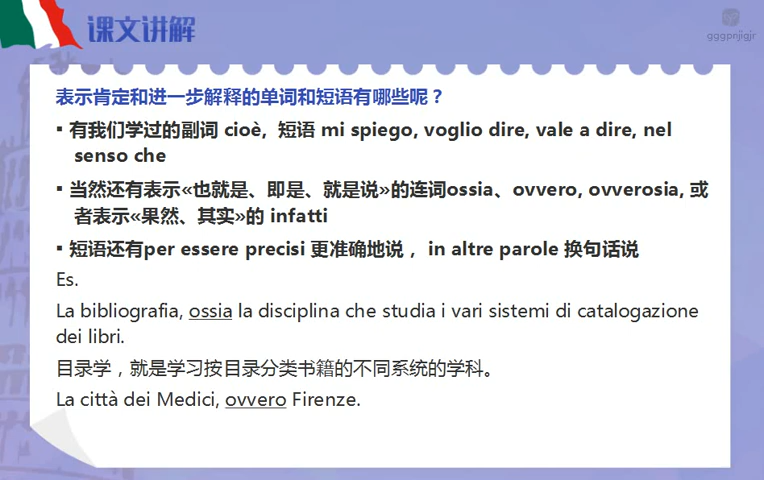 课文讲解
gggpnjigjr
表示肯定和进一步解释的单词和短语有哪些呢？
▪ 有我们学过的副词 cioè, 短语 mi spiego, voglio dire, vale a dire, nel
senso che
▪ 当然还有表示«也就是、即是、就是说»的连词ossia、ovvero, ovverosia, 或
者表示«果然、其实»的 infatti
▪ 短语还有per essere precisi 更准确地说， in altre parole 换句话说
Es.
La bibliografia, ossia la disciplina che studia i vari sistemi di catalogazione
dei libri.
目录学，就是学习按目录分类书籍的不同系统的学科。
La città dei Medici, ovvero Firenze.